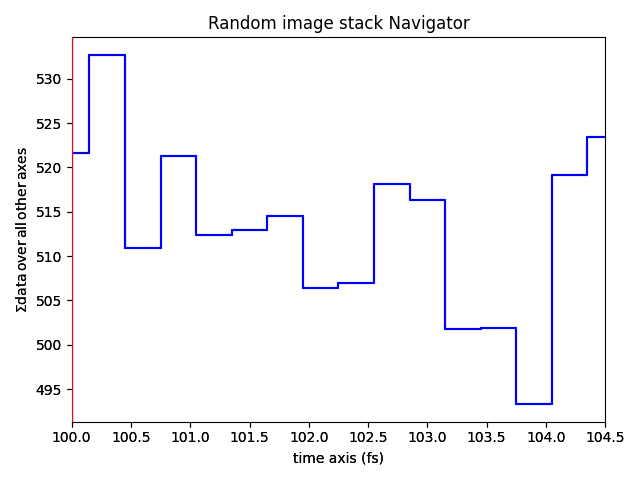 Random image stack Navigator
530
525
520
515
510
505
500
495
Σdata over all other axes
100.0 100.5 101.0 101.5 102.0 102.5 103.0 103.5 104.0 104.5
time axis (fs)